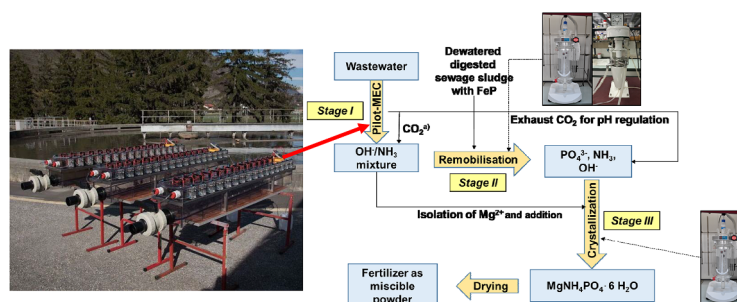 Wastewater
Dewatered
digested
sewage sludge
with FeP
Stage I
Pilot-MEC
CO₂ᵃ⁾
Exhaust CO₂ for pH regulation
OH⁻/NH₃
mixture
Remobilisation
Stage II
PO₄³⁻, NH₃,
OH⁻
Isolation of Mg²⁺ and addition
Crystallization
Stage III
Fertilizer as
miscible
powder
Drying
MgNH₄PO₄· 6 H₂O